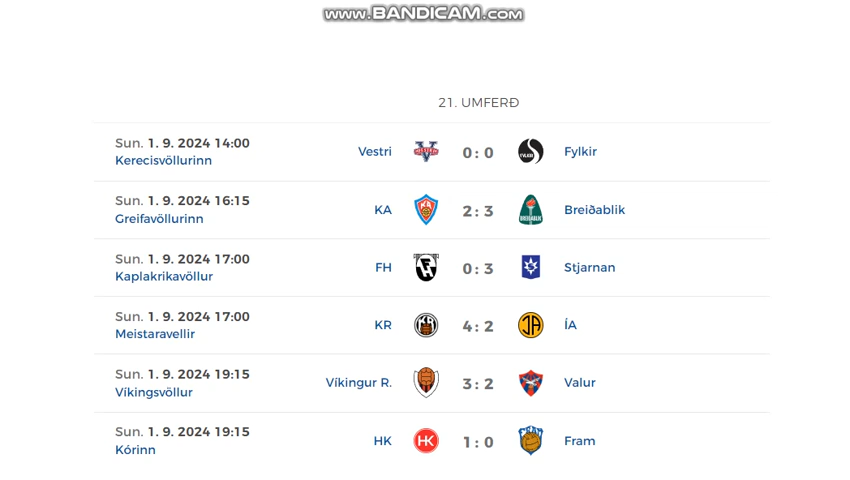 www.BANDICAM.com
21. UMFERÐ
Sun. 1. 9. 2024 14:00
Kerecisvöllurinn
Vestri 0 : 0 Fylkir
Sun. 1. 9. 2024 16:15
Greifavöllurinn
KA 2 : 3 Breiðablik
Sun. 1. 9. 2024 17:00
Kaplakrikavöllur
FH 0 : 3 Stjarnan
Sun. 1. 9. 2024 17:00
Meistaravellir
KR 4 : 2 ÍA
Sun. 1. 9. 2024 19:15
Víkingsvöllur
Víkingur R. 3 : 2 Valur
Sun. 1. 9. 2024 19:15
Kórinn
HK 1 : 0 Fram